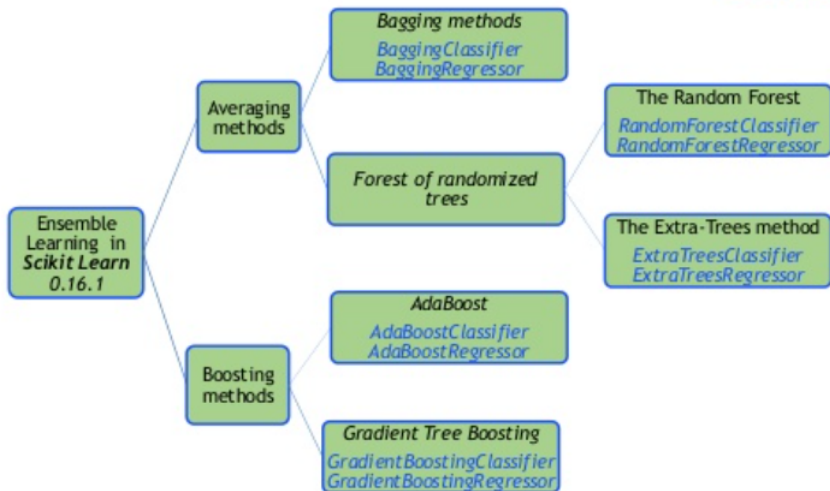 Bagging methods
BaggingClassifier
BaggingRegressor
Averaging
methods
The Random Forest
RandomForestClassifier
RandomForestRegressor
Forest of randomized
trees
Ensemble
Learning in
Scikit Learn
0.16.1
The Extra-Trees method
ExtraTreesClassifier
ExtraTreesRegressor
AdaBoost
AdaBoostClassifier
AdaBoostRegressor
Boosting
methods
Gradient Tree Boosting
GradientBoostingClassifier
GradientBoostingRegressor